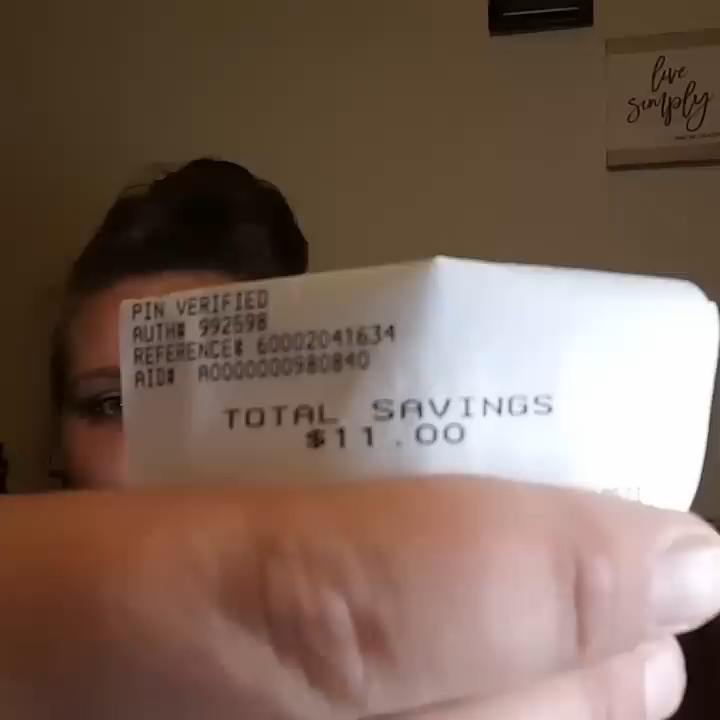 live
simply
PIN VERIFIED
AUTH# 992598
REFERENCE# 60002041634
AID# A0000000980840
TOTAL SAVINGS
$11.00